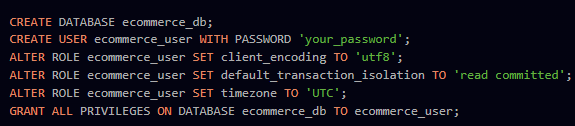 CREATE DATABASE ecommerce_db;
CREATE USER ecommerce_user WITH PASSWORD 'your_password';
ALTER ROLE ecommerce_user SET client_encoding TO 'utf8';
ALTER ROLE ecommerce_user SET default_transaction_isolation TO 'read committed';
ALTER ROLE ecommerce_user SET timezone TO 'UTC';
GRANT ALL PRIVILEGES ON DATABASE ecommerce_db TO ecommerce_user;